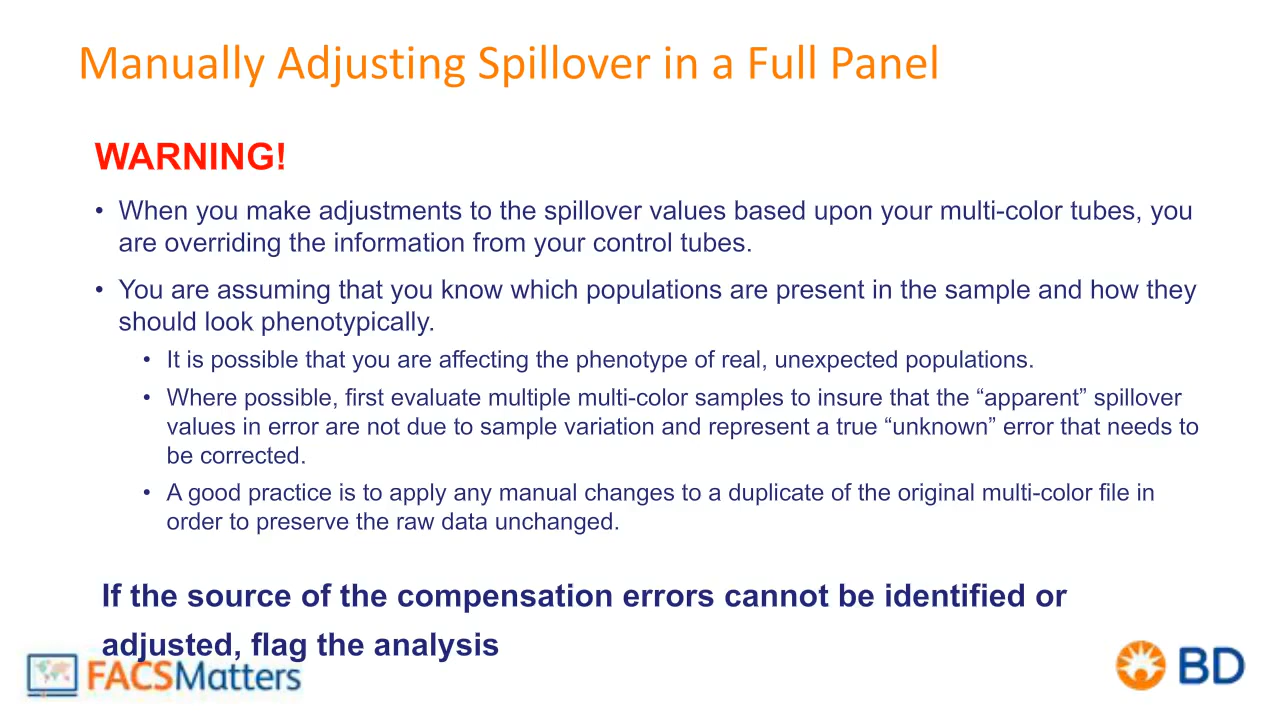 Manually Adjusting Spillover in a Full Panel
WARNING!
• When you make adjustments to the spillover values based upon your multi-color tubes, you
are overriding the information from your control tubes.
• You are assuming that you know which populations are present in the sample and how they
should look phenotypically.
• It is possible that you are affecting the phenotype of real, unexpected populations.
• Where possible, first evaluate multiple multi-color samples to insure that the “apparent” spillover
values in error are not due to sample variation and represent a true “unknown” error that needs to
be corrected.
• A good practice is to apply any manual changes to a duplicate of the original multi-color file in
order to preserve the raw data unchanged.
If the source of the compensation errors cannot be identified or
adjusted, flag the analysis
FACSMatters
BD